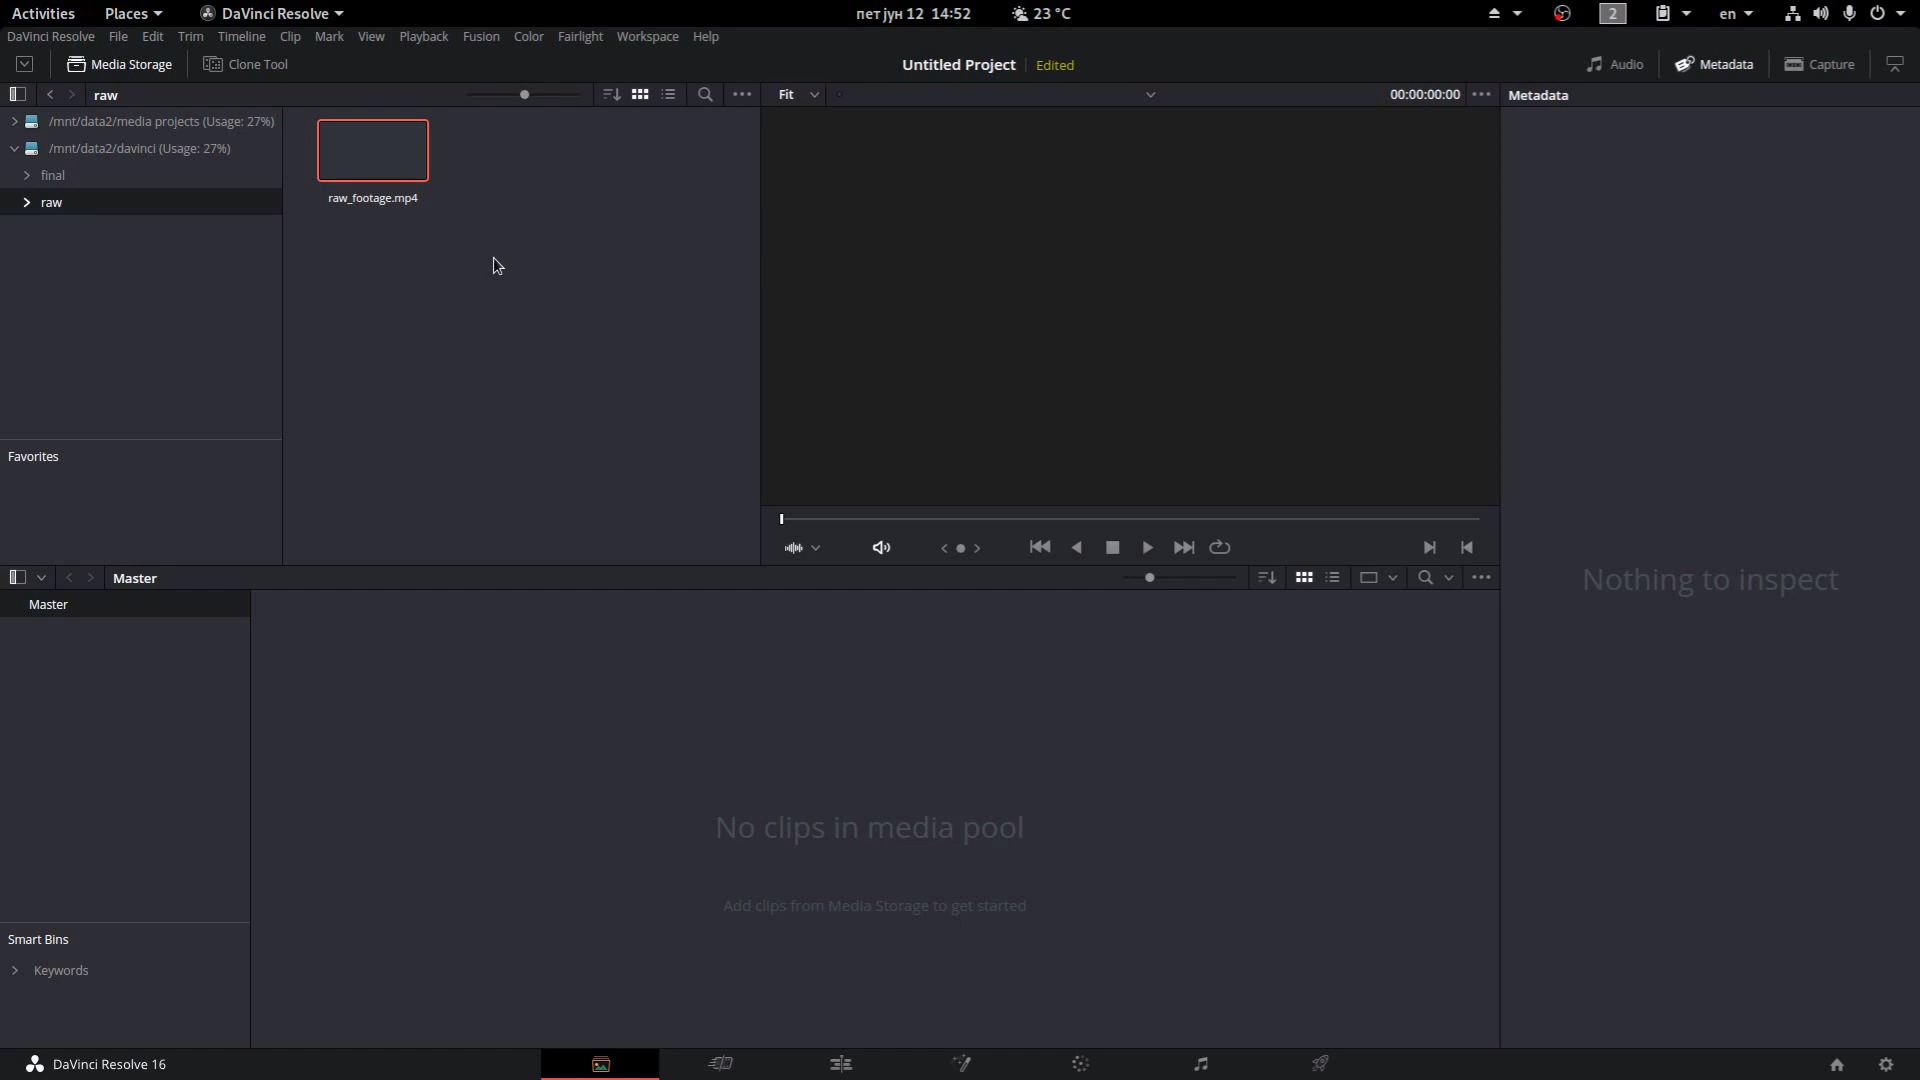 Activities Places DaVinci Resolve пет јун 12 14:52 23 °C 2 en
DaVinci Resolve File Edit Trim Timeline Clip Mark View Playback Fusion Color Fairlight Workspace Help
Media Storage Clone Tool Untitled Project Edited Audio Metadata Capture
raw Fit 00:00:00:00 Metadata
/mnt/data2/media projects (Usage: 27%)
/mnt/data2/davinci (Usage: 27%)
final
raw
raw_footage.mp4
Favorites
Nothing to inspect
Master
Master
No clips in media pool
Add clips from Media Storage to get started
Smart Bins
Keywords
DaVinci Resolve 16